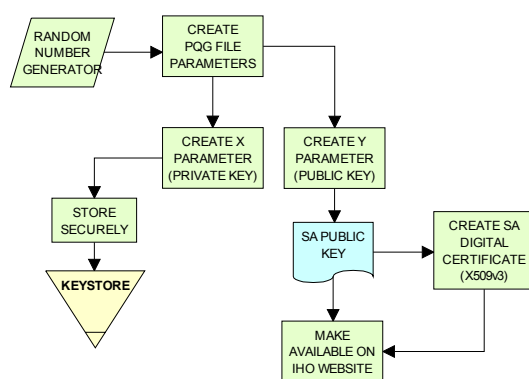 RANDOM
NUMBER
GENERATOR
CREATE
PQG FILE
PARAMETERS
CREATE X
PARAMETER
(PRIVATE KEY)
CREATE Y
PARAMETER
(PUBLIC KEY)
STORE
SECURELY
SA PUBLIC
KEY
CREATE SA
DIGITAL
CERTIFICATE
(X509v3)
KEYSTORE
MAKE
AVAILABLE ON
IHO WEBSITE